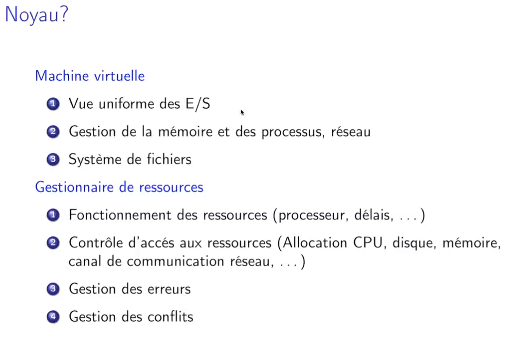 Noyau?
Machine virtuelle
1 Vue uniforme des E/S
2 Gestion de la mémoire et des processus, réseau
3 Système de fichiers
Gestionnaire de ressources
1 Fonctionnement des ressources (processeur, délais, ...)
2 Contrôle d'accés aux ressources (Allocation CPU, disque, mémoire,
canal de communication réseau, ...)
3 Gestion des erreurs
4 Gestion des conflits